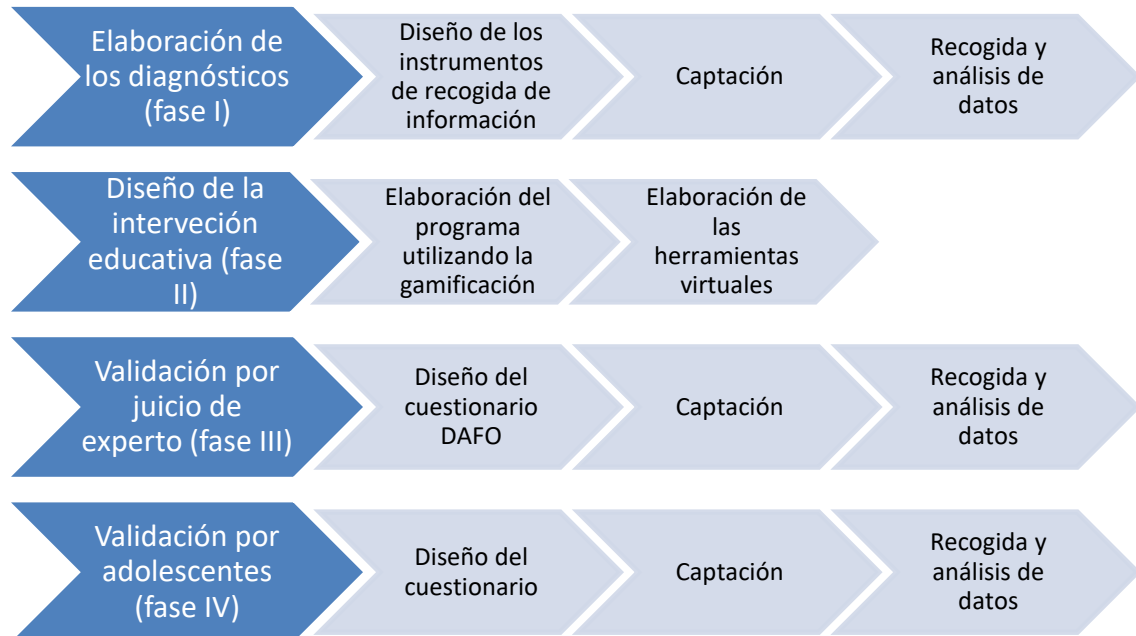 Elaboración de
los diagnósticos
(fase I)
Diseño de los
instrumentos
de recogida de
información
Captación
Recogida y
análisis de
datos
Diseño de la
interveción
educativa (fase
II)
Elaboración del
programa
utilizando la
gamificación
Elaboración de
las
herramientas
virtuales
Validación por
juicio de
experto (fase III)
Diseño del
cuestionario
DAFO
Captación
Recogida y
análisis de
datos
Validación por
adolescentes
(fase IV)
Diseño del
cuestionario
Captación
Recogida y
análisis de
datos